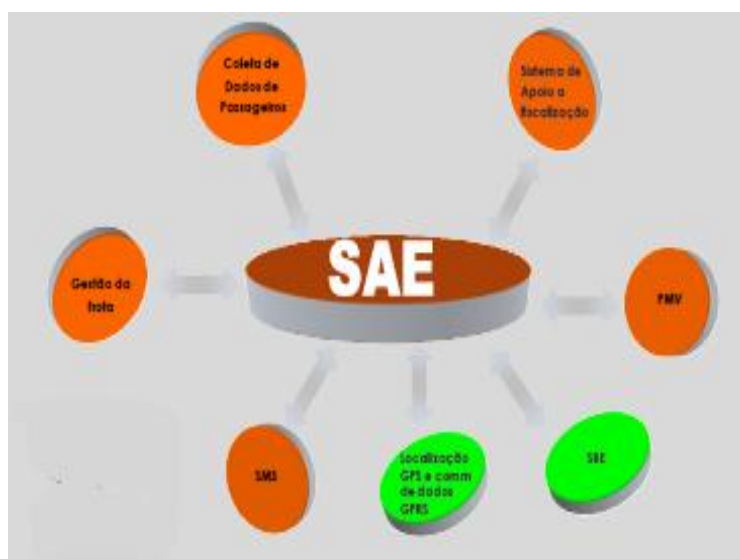 Coleta de
Dados de
Passageiros
Sistema de
Apoio a
fiscalização
SAE
Gestão da
frota
PMV
SMS
Localização
GPS e comm
de dados
GPRS
SBE